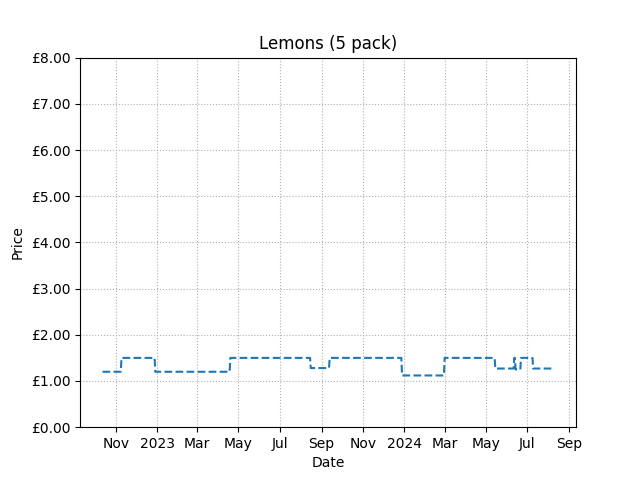 Lemons (5 pack)
£8.00
£7.00
£6.00
£5.00
£4.00
£3.00
£2.00
£1.00
£0.00
Price
Nov 2023 Mar May Jul Sep Nov 2024 Mar May Jul Sep
Date